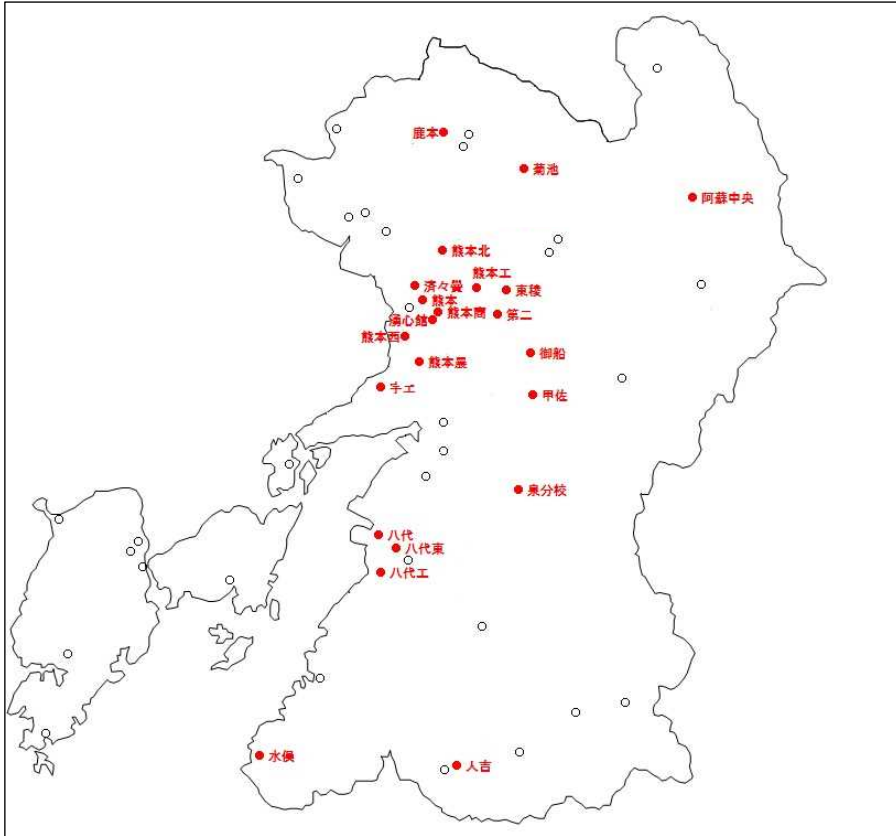 鹿本
菊池
阿蘇中央
熊本北
熊本工
済々黌
東稜
熊本
熊本商
第二
湧心館
熊本西
御船
熊本農
甲佐
泉分校
八代
八代東
八代工
水俣
人吉